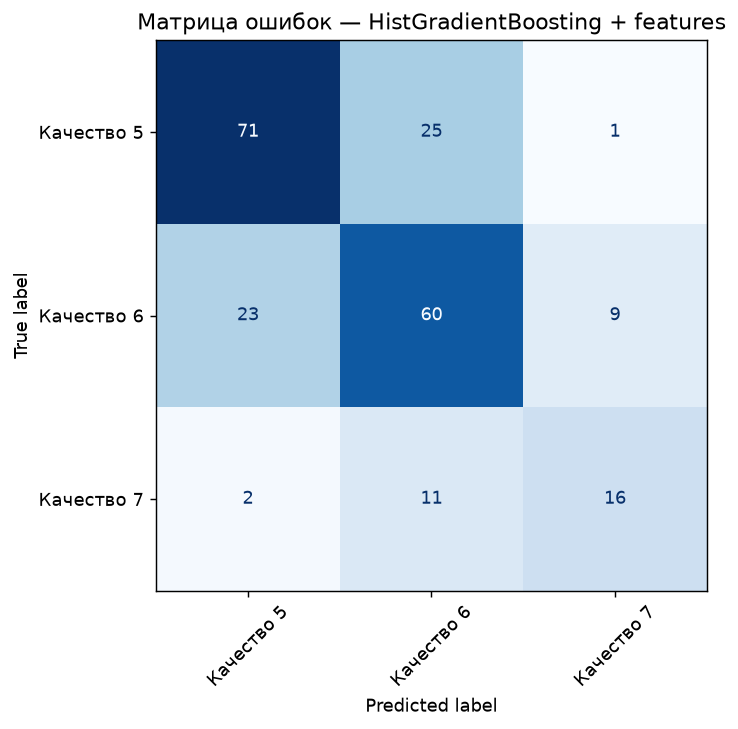 Матрица ошибок — HistGradientBoosting + features
True label
Качество 5
71 25 1
Качество 6
23 60 9
Качество 7
2 11 16
Качество 5 Качество 6 Качество 7
Predicted label